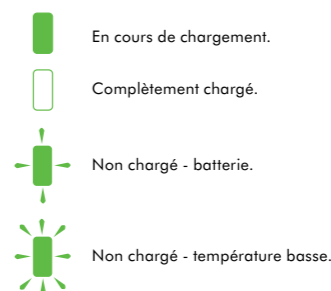 En cours de chargement.
Complètement chargé.
Non chargé - batterie.
Non chargé - température basse.